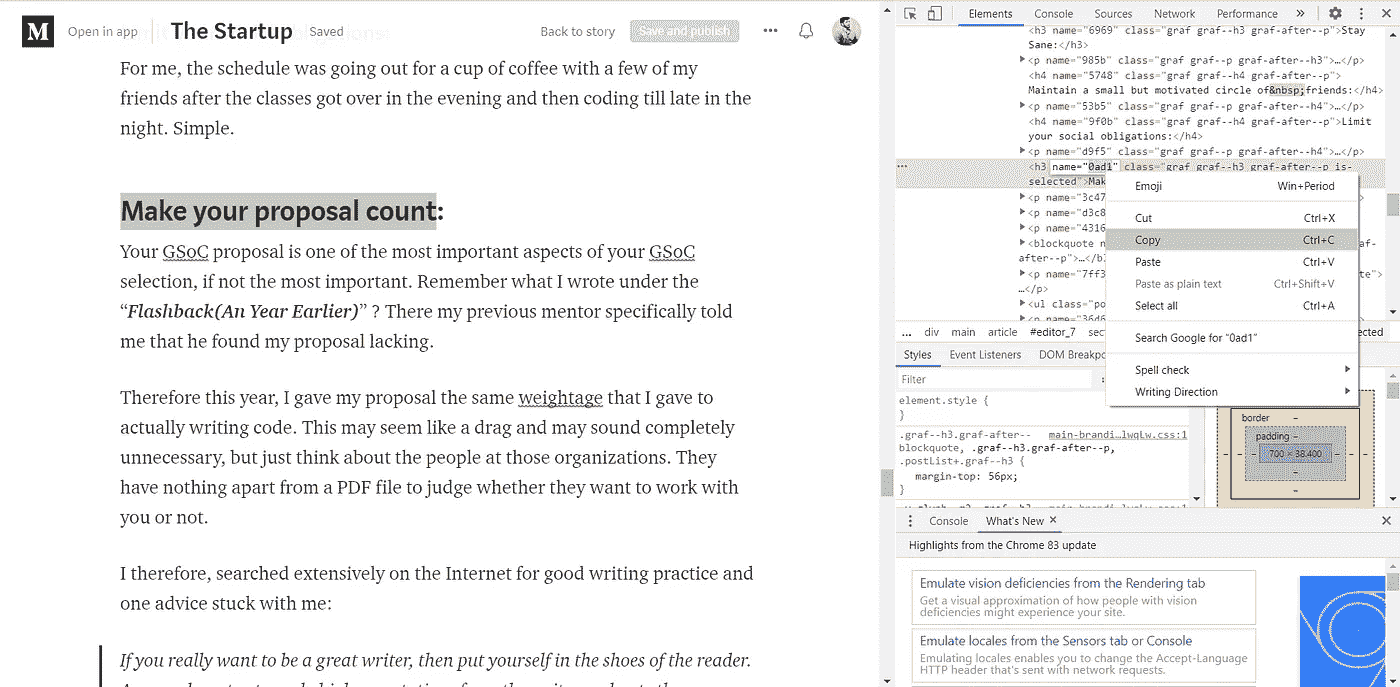 M Open in app The Startup Saved Back to story Save and publish
For me, the schedule was going out for a cup of coffee with a few of my
friends after the classes got over in the evening and then coding till late in the
night. Simple.
Make your proposal count:
Your GSoC proposal is one of the most important aspects of your GSoC
selection, if not the most important. Remember what I wrote under the
“Flashback(An Year Earlier)” ? There my previous mentor specifically told
me that he found my proposal lacking.
Therefore this year, I gave my proposal the same weightage that I gave to
actually writing code. This may seem like a drag and may sound completely
unnecessary, but just think about the people at those organizations. They
have nothing apart from a PDF file to judge whether they want to work with
you or not.
I therefore, searched extensively on the Internet for good writing practice and
one advice stuck with me:
If you really want to be a great writer, then put yourself in the shoes of the reader.
Elements Console Sources Network Performance »
<h3 name="6969" class="graf graf--h3 graf-after--p">Stay
Sane:</h3>
<p name="985b" class="graf graf--p graf-after--h3">…</p>
<h4 name="5748" class="graf graf--h4 graf-after--p">
Maintain a small but motivated circle of&nbsp;friends:</h4>
<p name="53b5" class="graf graf--p graf-after--h4">…</p>
<h4 name="9f0b" class="graf graf--h4 graf-after--p">Limit
your social obligations:</h4>
<p name="d9f5" class="graf graf--p graf-after--h4">…</p>
<h3 name="0ad1" class="graf graf--h3 graf-after--p is-
selected">Mak
<p name="3c47
<p name="d3c8
<p name="4316
<blockquote n
after--p">…</bl
<p name="7ff3
…</p>
<ul class="po
Emoji Win+Period
Cut Ctrl+X
Copy Ctrl+C
Paste Ctrl+V
Paste as plain text Ctrl+Shift+V
Select all Ctrl+A
Search Google for “0ad1”
Spell check
Writing Direction
... div main article #editor_7 sec ected
Styles Event Listeners DOM Breakpo
Filter
element.style {
}
.graf--h3.graf-after-- main-brandi…lwqLw.css:1
blockquote, .graf--h3.graf-after--p,
.postList+.graf--h3 {
margin-top: 56px;
}
border –
padding –
700 × 38.400
Console What's New ×
Highlights from the Chrome 83 update
Emulate vision deficiencies from the Rendering tab
Get a visual approximation of how people with vision
deficiencies might experience your site.
Emulate locales from the Sensors tab or Console
Emulating locales enables you to change the Accept-Language
HTTP header that's sent with network requests.